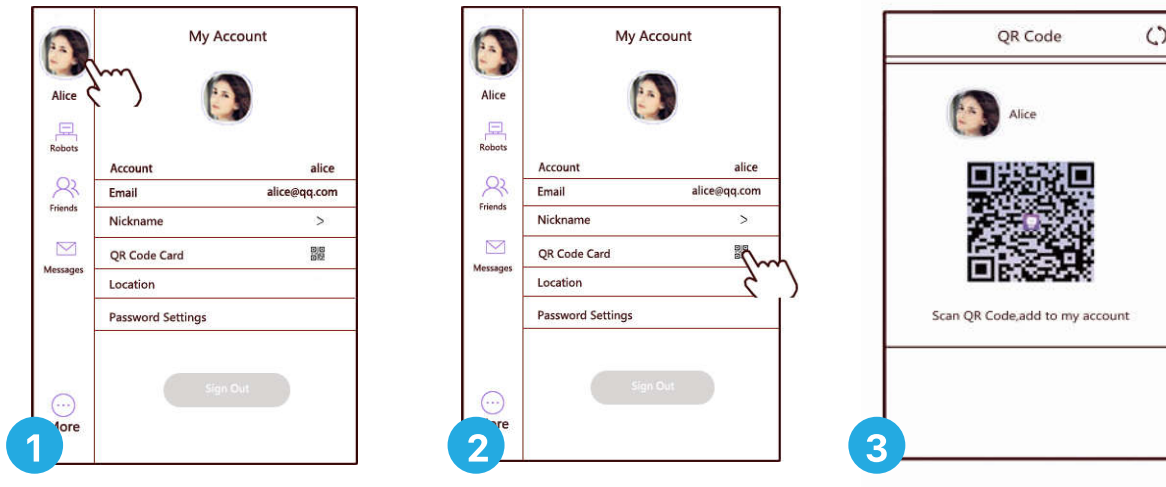 My Account
Alice
Robots
Friends
Messages
More
Account alice
Email alice@qq.com
Nickname >
QR Code Card
Location
Password Settings
Sign Out
1
My Account
Alice
Robots
Friends
Messages
Account alice
Email alice@qq.com
Nickname >
QR Code Card
Location
Password Settings
Sign Out
2
QR Code
Alice
Scan QR Code,add to my account
3